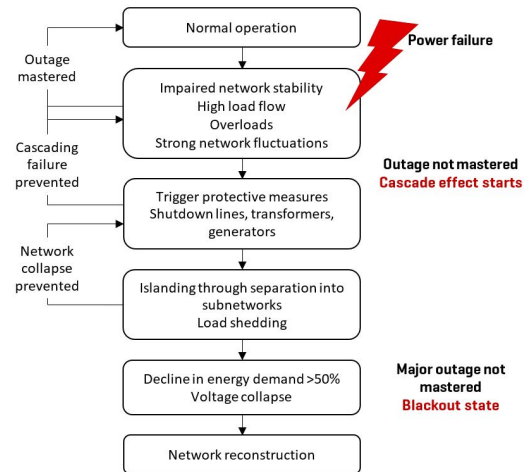 Normal operation
Power failure
Outage
mastered
Impaired network stability
High load flow
Overloads
Strong network fluctuations
Cascading
failure
prevented
Outage not mastered
Cascade effect starts
Trigger protective measures
Shutdown lines, transformers,
generators
Network
collapse
prevented
Islanding through separation into
subnetworks
Load shedding
Decline in energy demand >50%
Voltage collapse
Major outage not
mastered
Blackout state
Network reconstruction